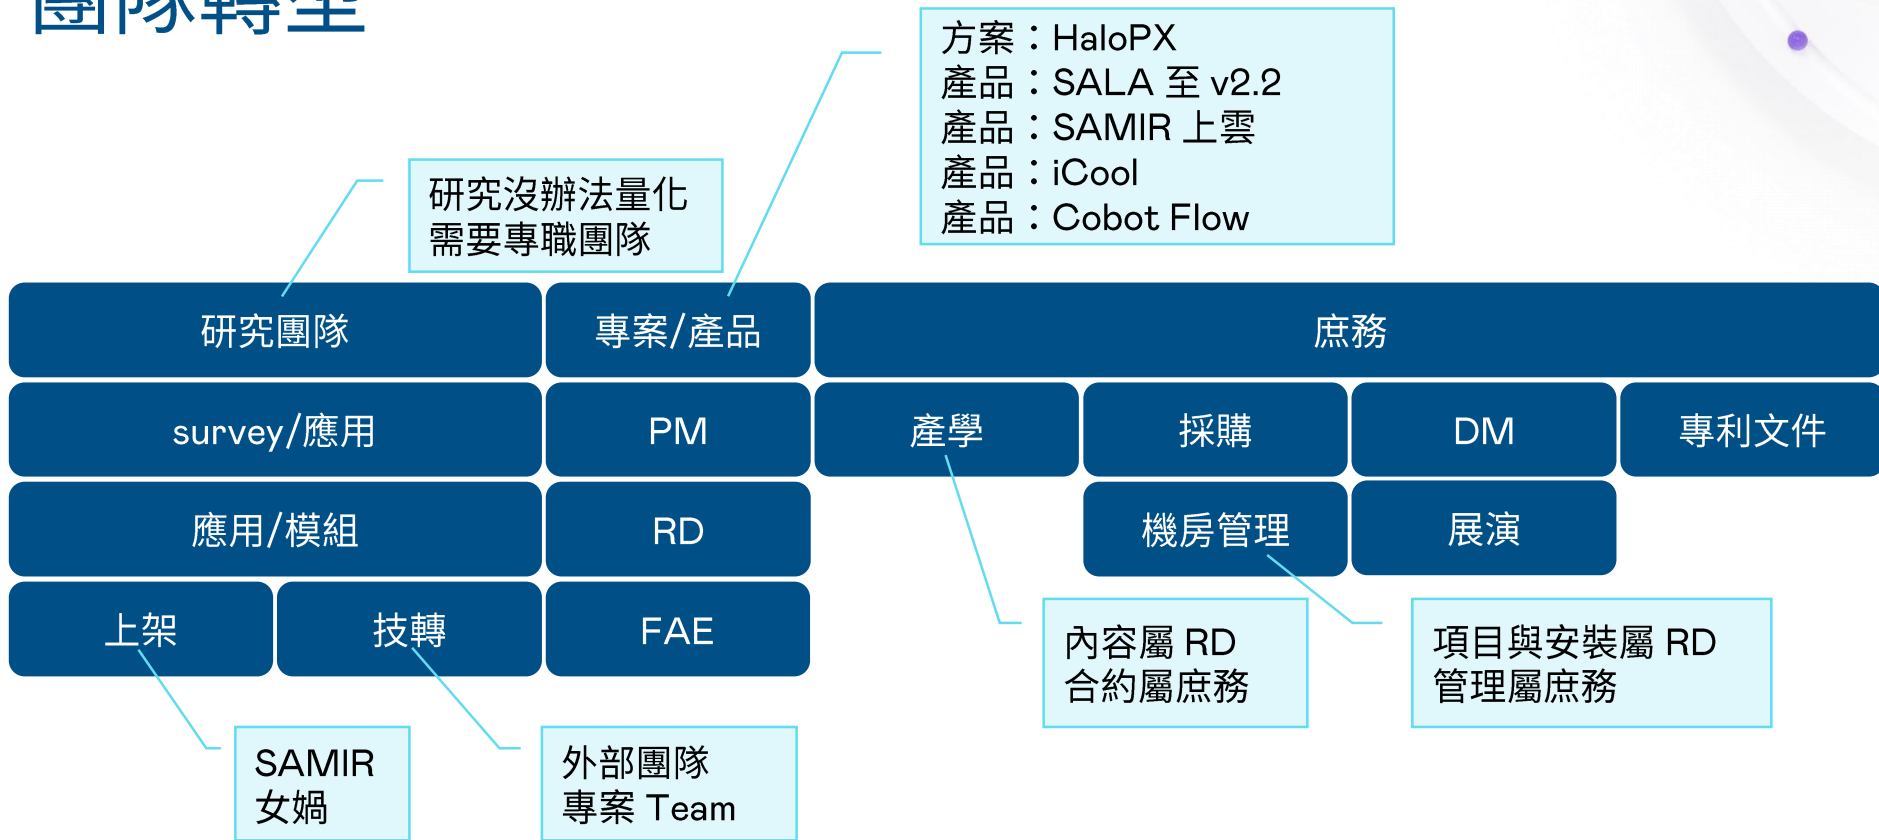 團隊轉型
方案：HaloPX
產品：SALA 至 v2.2
產品：SAMIR 上雲
產品：iCool
產品：Cobot Flow
研究沒辦法量化
需要專職團隊
研究團隊
專案/產品
庶務
survey/應用
PM
產學
採購
DM
專利文件
應用/模組
RD
機房管理
展演
上架
技轉
FAE
內容屬 RD
合約屬庶務
項目與安裝屬 RD
管理屬庶務
SAMIR
女媧
外部團隊
專案 Team